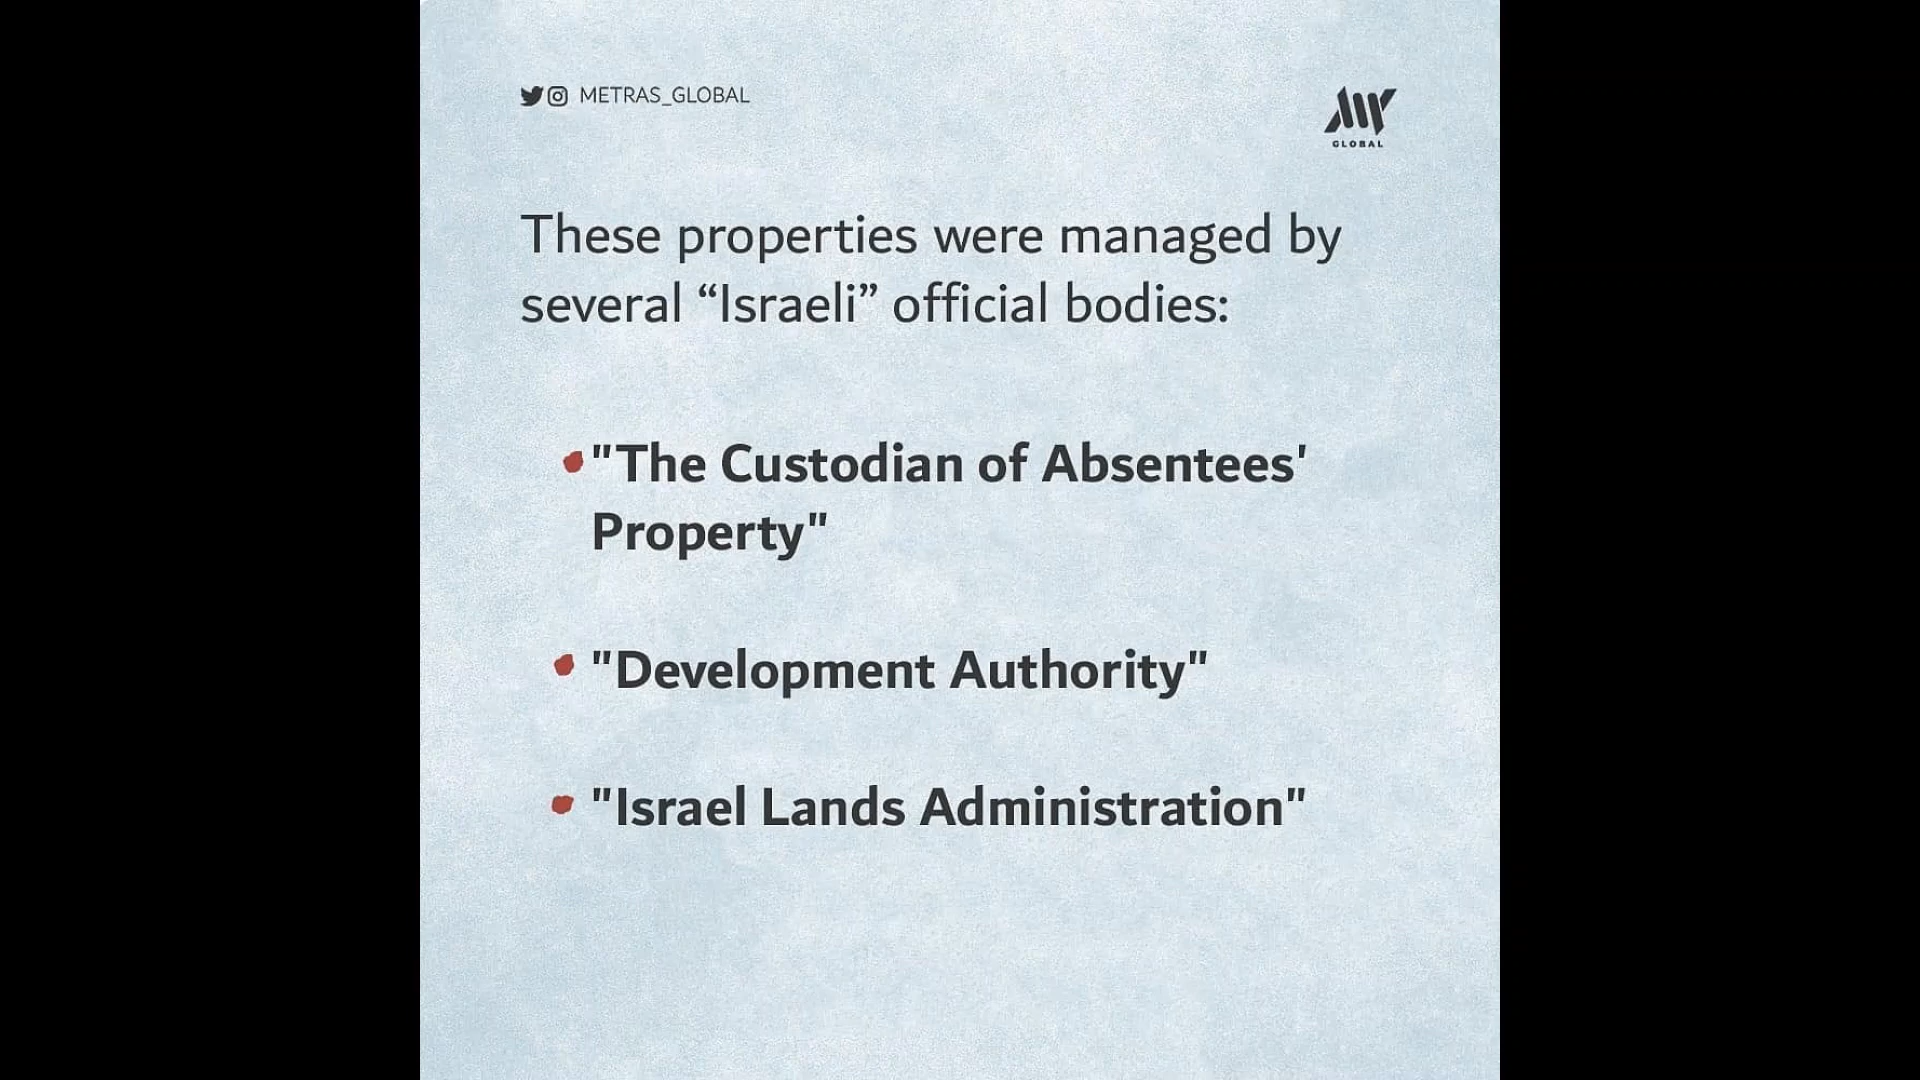 METRAS_GLOBAL
GLOBAL
These properties were managed by
several “Israeli” official bodies:
"The Custodian of Absentees'
Property"
"Development Authority"
"Israel Lands Administration"